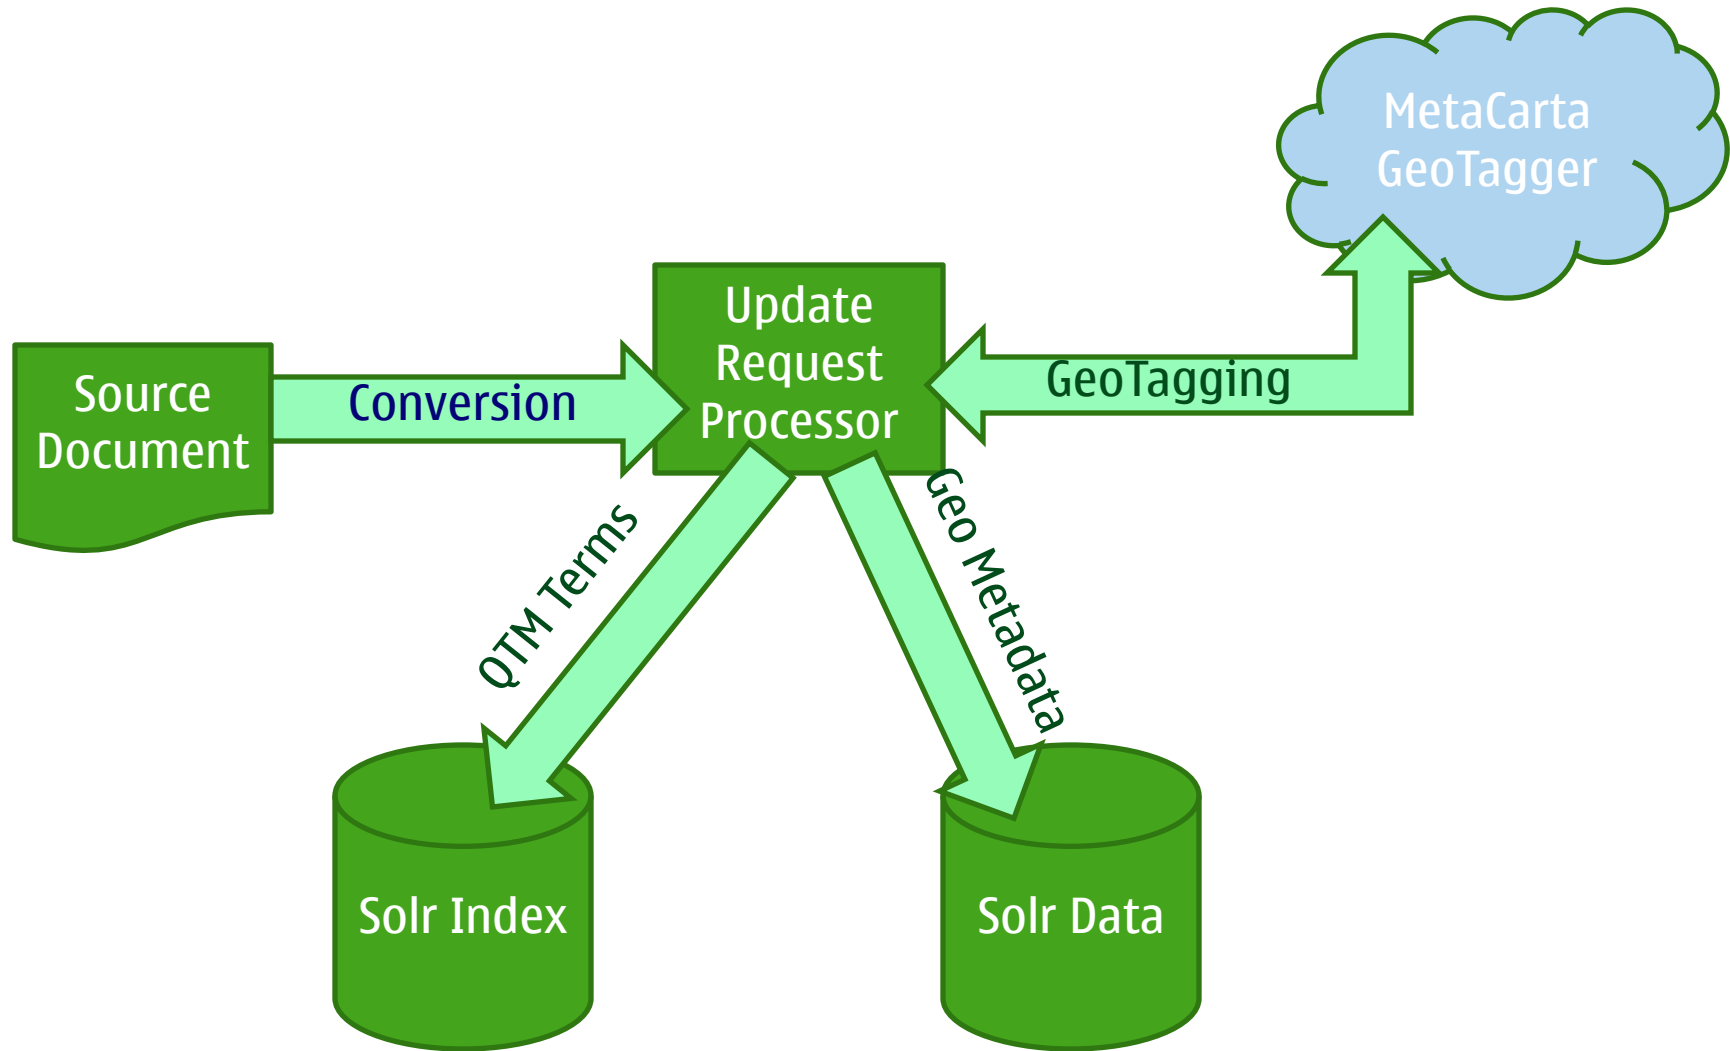 MetaCarta
GeoTagger
Update
Request
Processor
GeoTagging
Source
Document
Conversion
QTM Terms
Geo Metadata
Solr Index
Solr Data